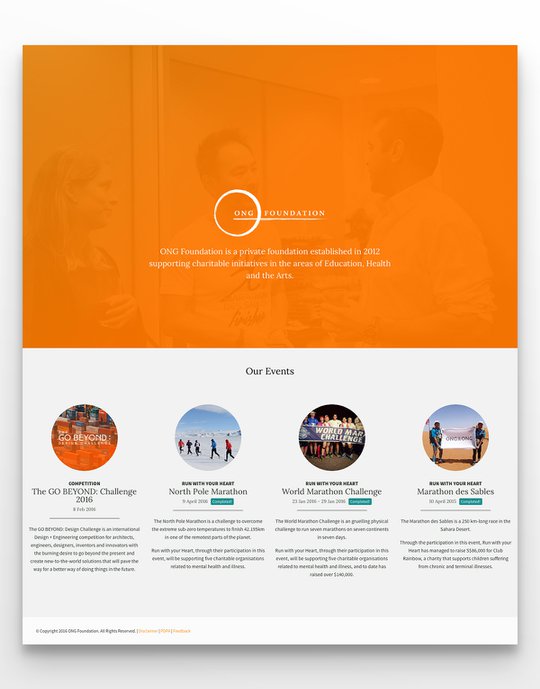 ONG FOUNDATION
ONG Foundation is a private foundation established in 2012
supporting charitable initiatives in the areas of Education, Health
and the Arts.
Our Events
GO BEYOND:
DESIGN CHALLENGE
WORLD MAR
CHALLENGE
COMPETITION
The GO BEYOND: Challenge
2016
8 Feb 2016
The GO BEYOND: Design Challenge is an international
Design + Engineering competition for architects,
engineers, designers, inventors and innovators with
the burning desire to go beyond the present and
create new-to-the-world solutions that will pave the
way for a better way of doing things in the future.
RUN WITH YOUR HEART
North Pole Marathon
9 April 2016 Completed!
The North Pole Marathon is a challenge to overcome
the extreme sub-zero temperatures to finish 42.195km
in one of the remotest parts of the planet.
Run with your Heart, through their participation in this
event, will be supporting five charitable organisations
related to mental health and illness.
RUN WITH YOUR HEART
World Marathon Challenge
23 Jan 2016 - 29 Jan 2016 Completed!
The World Marathon Challenge is an gruelling physical
challenge to run seven marathons on seven continents
in seven days.
Run with your Heart, through their participation in this
event, will be supporting five charitable organisations
related to mental health and illness, and to date has
raised over $140,000.
RUN WITH YOUR HEART
Marathon des Sables
10 April 2015 Completed!
The Marathon des Sables is a 250 km-long race in the
Sahara Desert.
Through the participation in this event, Run with your
Heart has managed to raise $586,000 for Club
Rainbow, a charity that supports children suffering
from chronic and terminal illnesses.
© Copyright 2016 ONG Foundation. All Rights Reserved. | Disclaimer | PDPA | Feedback